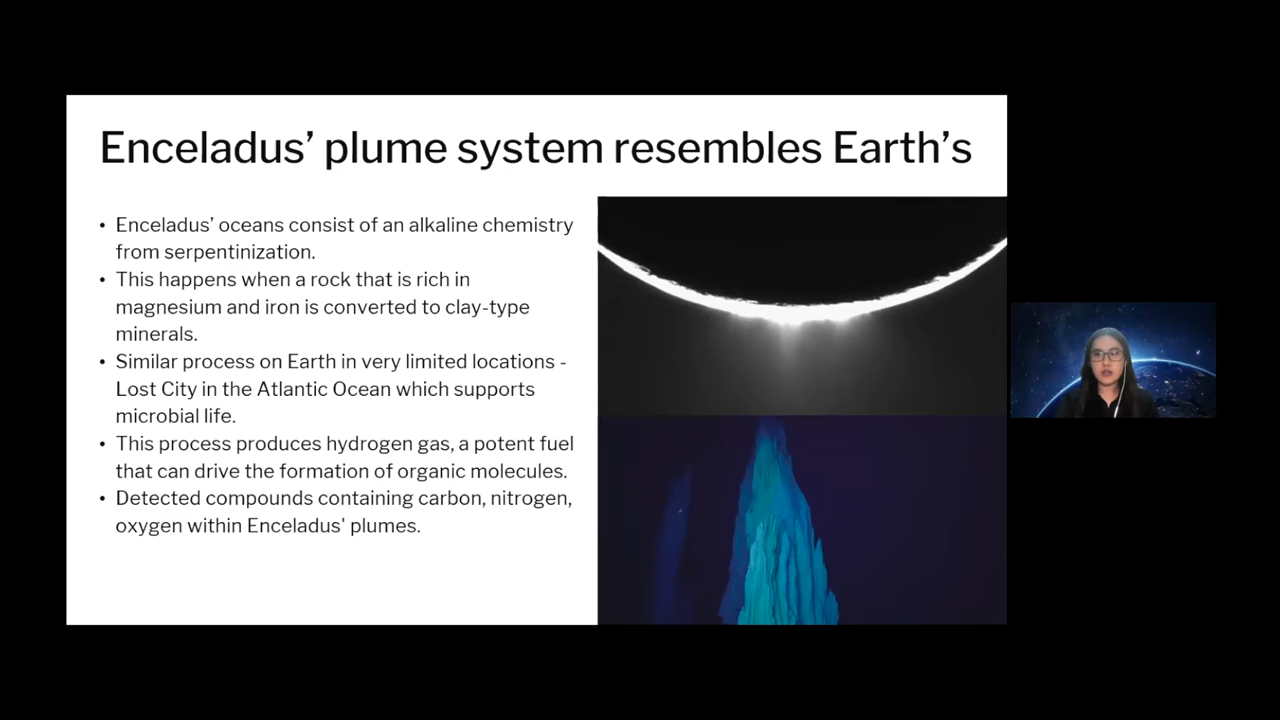 Enceladus’ plume system resembles Earth’s
• Enceladus’ oceans consist of an alkaline chemistry
from serpentinization.
• This happens when a rock that is rich in
magnesium and iron is converted to clay-type
minerals.
• Similar process on Earth in very limited locations -
Lost City in the Atlantic Ocean which supports
microbial life.
• This process produces hydrogen gas, a potent fuel
that can drive the formation of organic molecules.
• Detected compounds containing carbon, nitrogen,
oxygen within Enceladus' plumes.